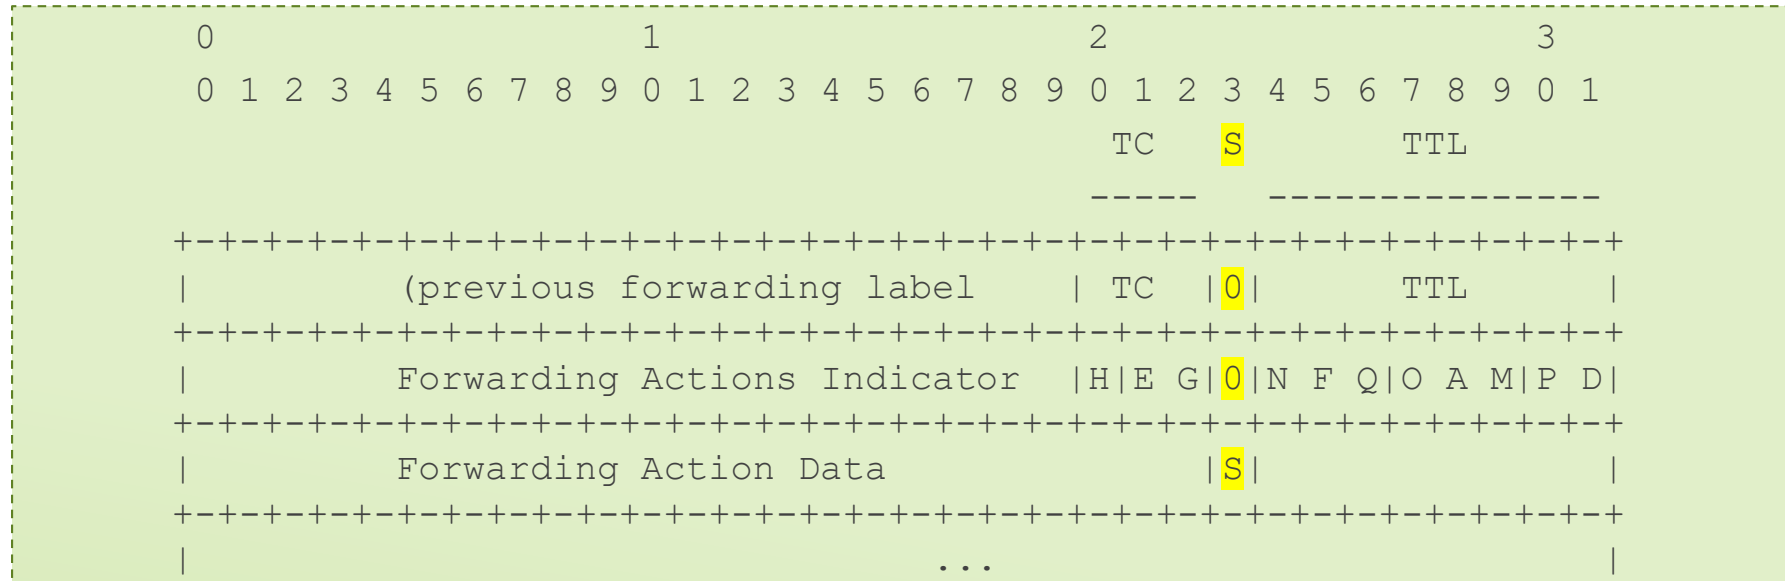 0                   1                   2                   3
0 1 2 3 4 5 6 7 8 9 0 1 2 3 4 5 6 7 8 9 0 1 2 3 4 5 6 7 8 9 0 1
TC   S       TTL
-----   ---------------
+-+-+-+-+-+-+-+-+-+-+-+-+-+-+-+-+-+-+-+-+-+-+-+-+-+-+-+-+-+-+-+-+
|         (previous forwarding label    | TC  |0|      TTL      |
+-+-+-+-+-+-+-+-+-+-+-+-+-+-+-+-+-+-+-+-+-+-+-+-+-+-+-+-+-+-+-+-+
|         Forwarding Actions Indicator  |H|E G|0|N F Q|O A M|P D|
+-+-+-+-+-+-+-+-+-+-+-+-+-+-+-+-+-+-+-+-+-+-+-+-+-+-+-+-+-+-+-+-+
|         Forwarding Action Data              |S|               |
+-+-+-+-+-+-+-+-+-+-+-+-+-+-+-+-+-+-+-+-+-+-+-+-+-+-+-+-+-+-+-+-+
|                                 ...                           |